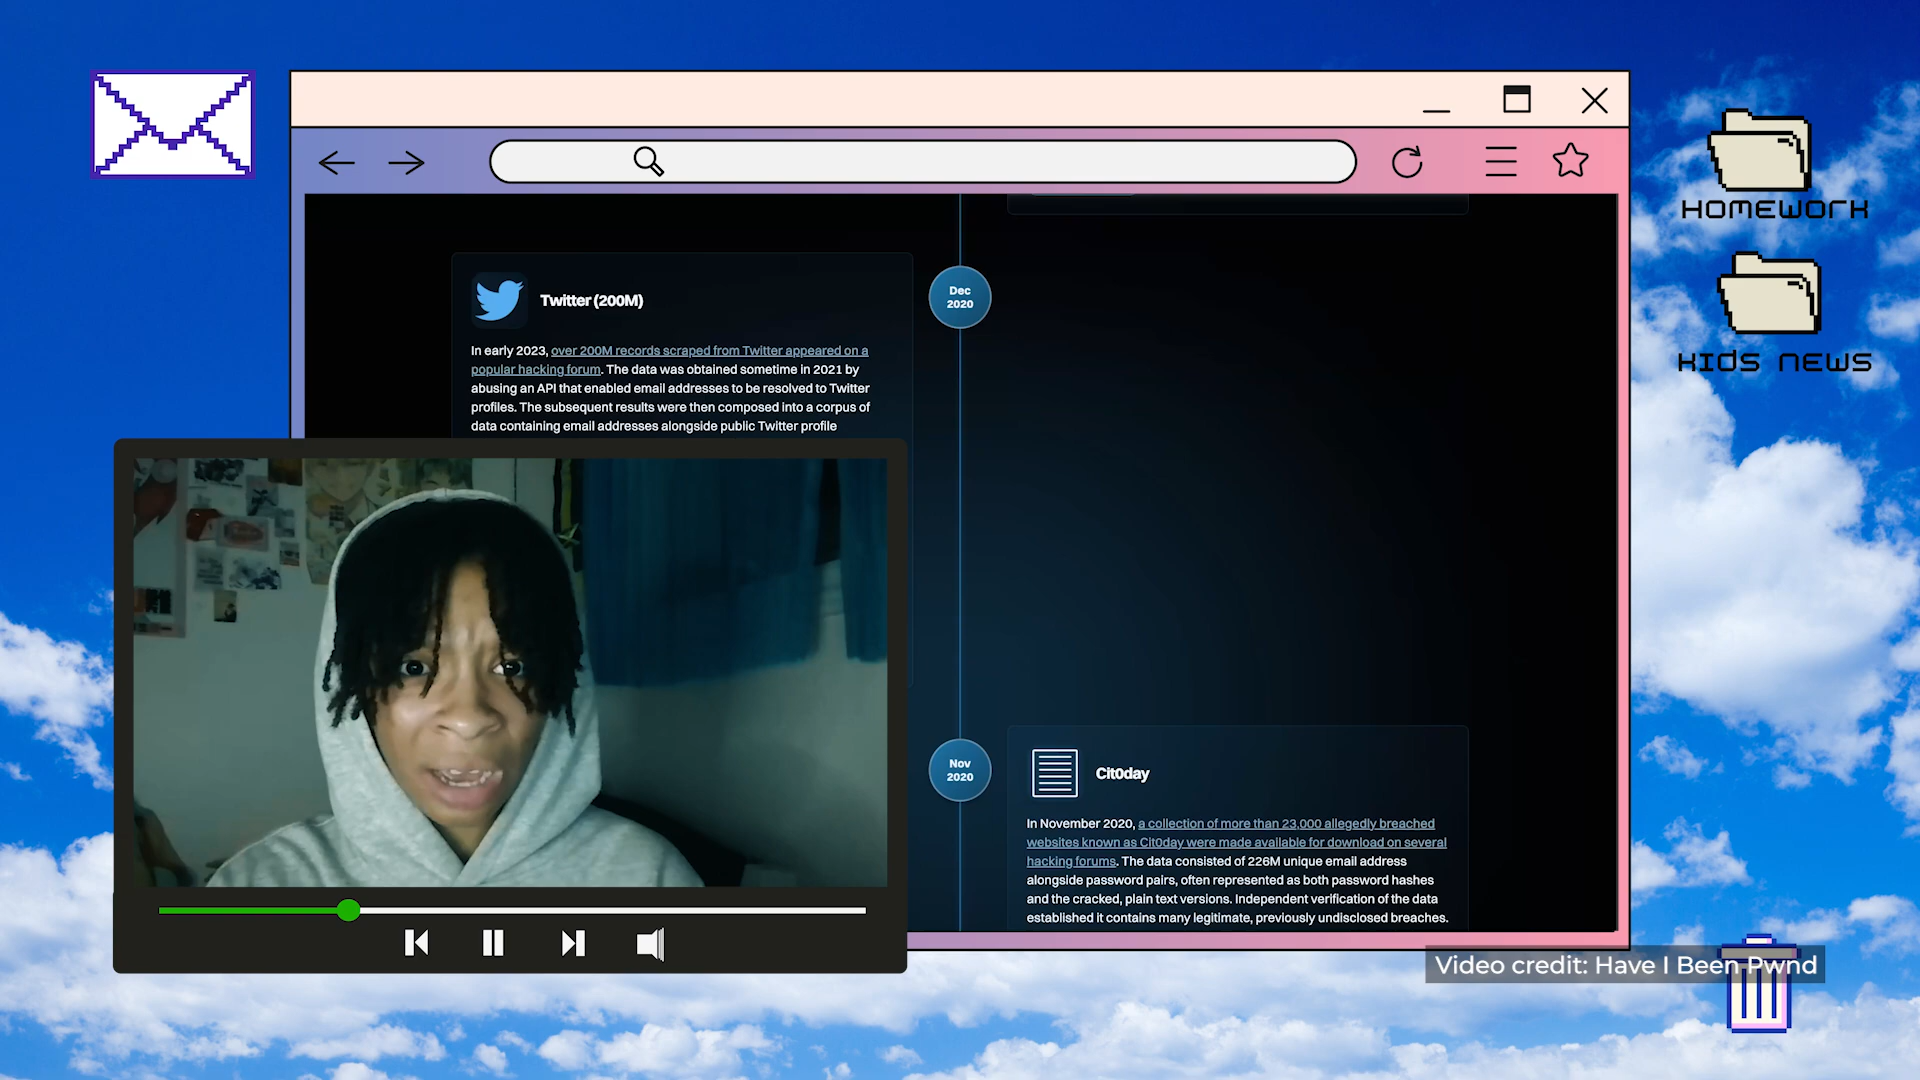 HOMEWORK
KIDS NEWS
Dec
2020
Twitter (200M)
In early 2023, over 200M records scraped from Twitter appeared on a
popular hacking forum. The data was obtained sometime in 2021 by
abusing an API that enabled email addresses to be resolved to Twitter
profiles. The subsequent results were then composed into a corpus of
data containing email addresses alongside public Twitter profile
Nov
2020
Cit0day
In November 2020, a collection of more than 23,000 allegedly breached
websites known as Cit0day were made available for download on several
hacking forums. The data consisted of 226M unique email address
alongside password pairs, often represented as both password hashes
and the cracked, plain text versions. Independent verification of the data
established it contains many legitimate, previously undisclosed breaches.
Video credit: Have I Been Pwnd